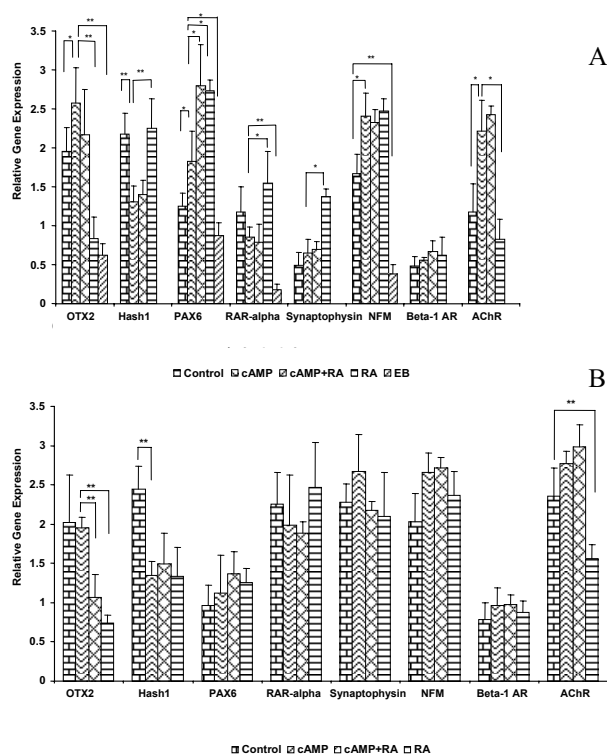 A
Relative Gene Expression
3.5
3
2.5
2
1.5
1
0.5
0
* ** **
** **
* * * *
** *
*
* **
* *
OTX2 Hash1 PAX6 RAR-alpha Synaptophysin NFM Beta-1 AR AChR
Control cAMP cAMP+RA RA EB
B
Relative Gene Expression
3.5
3
2.5
2
1.5
1
0.5
0
** **
**
**
OTX2 Hash1 PAX6 RAR-alpha Synaptophysin NFM Beta-1 AR AChR
Control cAMP cAMP+RA RA